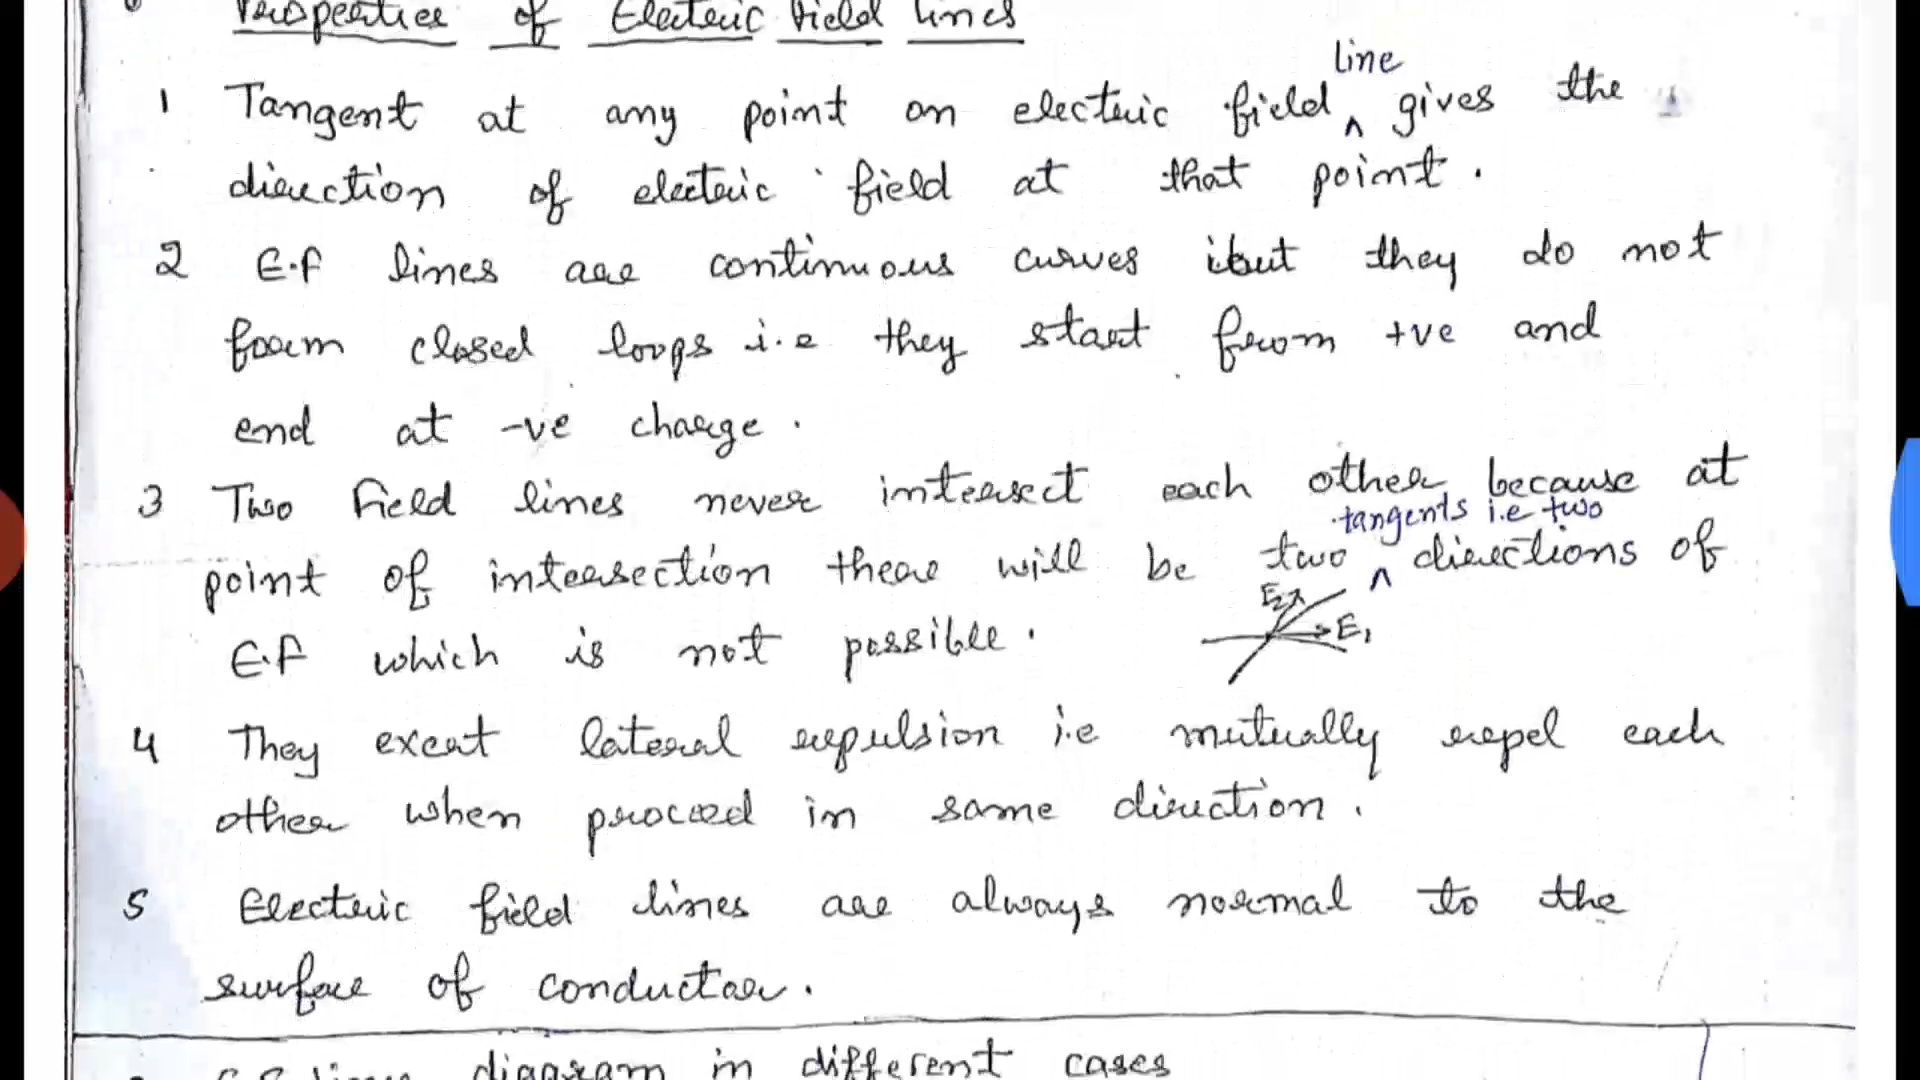 Properties of Electric Field lines
1 Tangent at any point on electric field line gives the
direction of electric field at that point.
2 E.F lines are continuous curves but they do not
form closed loops i.e they start from +ve and
end at -ve charge.
3 Two field lines never intersect each other because at
point of intersection there will be two tangents i.e two directions of
E.F which is not possible.
E2
E1
4 They exert lateral repulsion i.e mutually repel each
other when proceed in same direction.
5 Electric field lines are always normal to the
surface of conductor.
E.F lines diagram in different cases